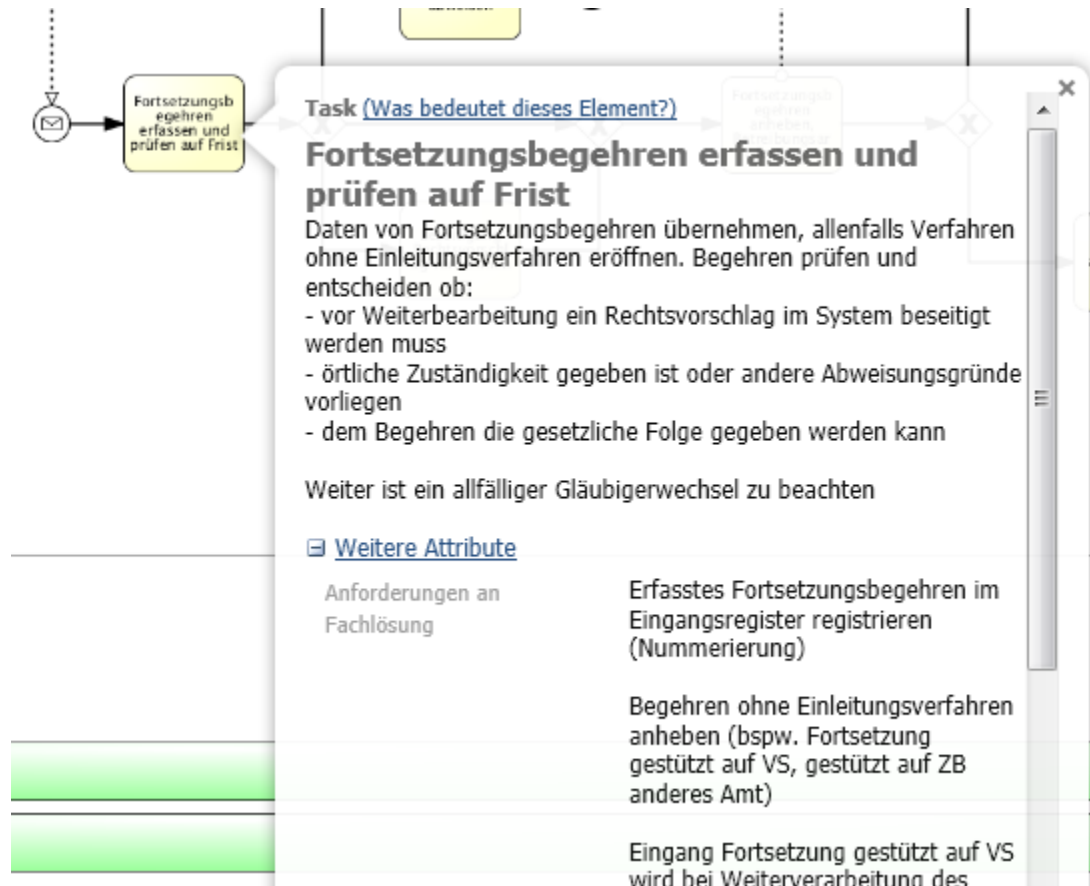 Fortsetzungsb
egehren
erfassen und
prüfen auf Frist
Task (Was bedeutet dieses Element?)
Fortsetzungsbegehren erfassen und
prüfen auf Frist
Daten von Fortsetzungsbegehren übernehmen, allenfalls Verfahren
ohne Einleitungsverfahren eröffnen. Begehren prüfen und
entscheiden ob:
- vor Weiterbearbeitung ein Rechtsvorschlag im System beseitigt
werden muss
- örtliche Zuständigkeit gegeben ist oder andere Abweisungsgründe
vorliegen
- dem Begehren die gesetzliche Folge gegeben werden kann
Weiter ist ein allfälliger Gläubigerwechsel zu beachten
Weitere Attribute
Anforderungen an
Fachlösung
Erfasstes Fortsetzungsbegehren im
Eingangsregister registrieren
(Nummerierung)
Begehren ohne Einleitungsverfahren
anheben (bspw. Fortsetzung
gestützt auf VS, gestützt auf ZB
anderes Amt)
Eingang Fortsetzung gestützt auf VS
wird bei Weiterverarbeitung des